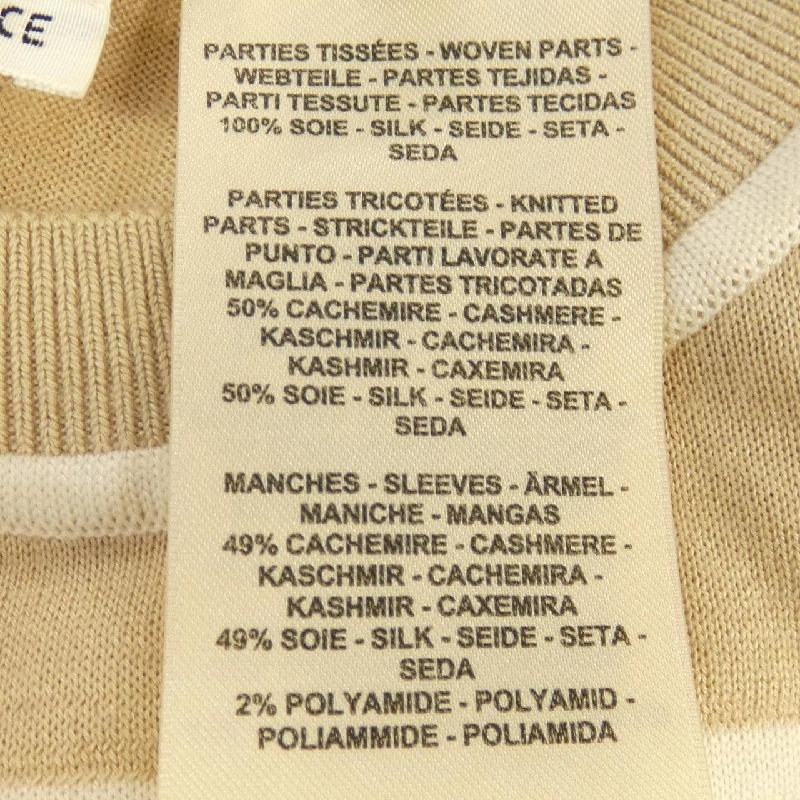 CE
PARTIES TISSÉES - WOVEN PARTS -
WEBTEILE - PARTES TEJIDAS -
PARTI TESSUTE - PARTES TECIDAS
100% SOIE - SILK - SEIDE - SETA -
SEDA
PARTIES TRICOTÉES - KNITTED
PARTS - STRICKTEILE - PARTES DE
PUNTO - PARTI LAVORATE A
MAGLIA - PARTES TRICOTADAS
50% CACHEMIRE - CASHMERE -
KASCHMIR - CACHEMIRA -
KASHMIR - CAXEMIRA
50% SOIE - SILK - SEIDE - SETA -
SEDA
MANCHES - SLEEVES - ÄRMEL -
MANICHE - MANGAS
49% CACHEMIRE - CASHMERE -
KASCHMIR - CACHEMIRA -
KASHMIR - CAXEMIRA
49% SOIE - SILK - SEIDE - SETA -
SEDA
2% POLYAMIDE - POLYAMID -
POLIAMMIDE - POLIAMIDA